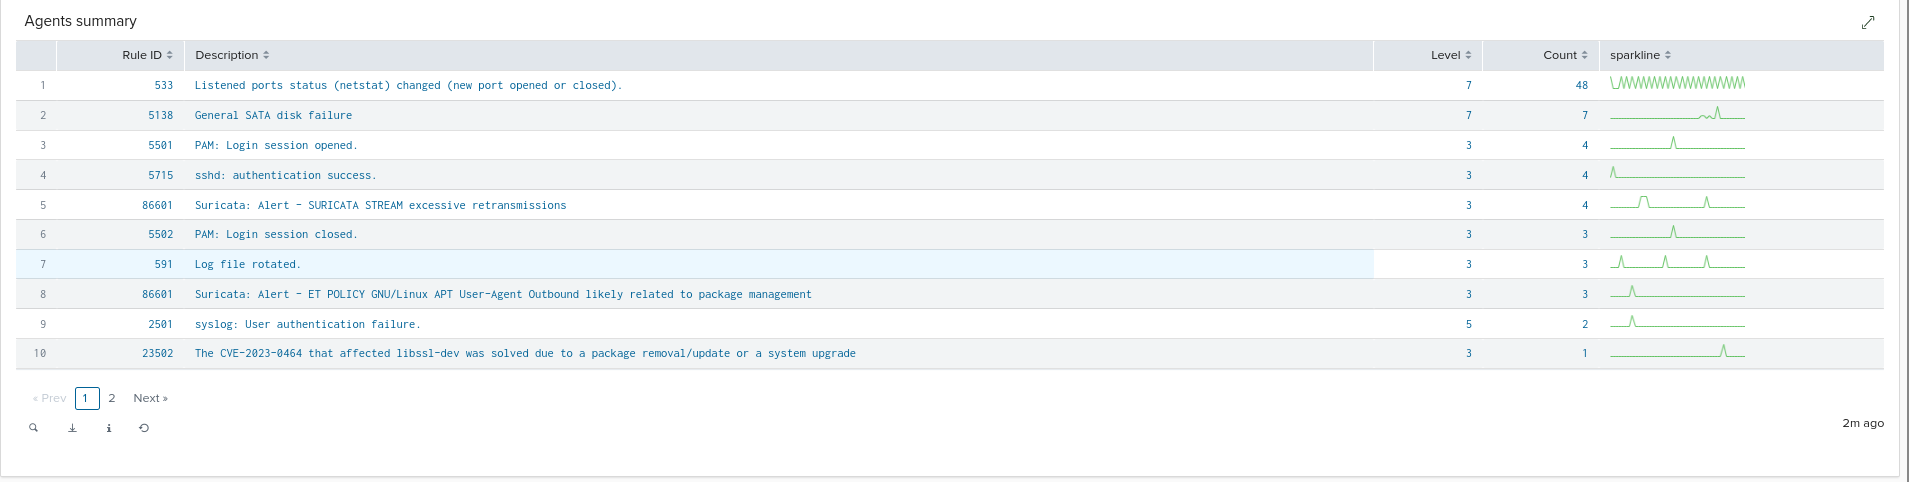 Agents summary
Rule ID Description Level Count sparkline
1 533 Listened ports status (netstat) changed (new port opened or closed). 7 48
2 5138 General SATA disk failure 7 7
3 5501 PAM: Login session opened. 3 4
4 5715 sshd: authentication success. 3 4
5 86601 Suricata: Alert - SURICATA STREAM excessive retransmissions 3 4
6 5502 PAM: Login session closed. 3 3
7 591 Log file rotated. 3 3
8 86601 Suricata: Alert - ET POLICY GNU/Linux APT User-Agent Outbound likely related to package management 3 3
9 2501 syslog: User authentication failure. 5 2
10 23502 The CVE-2023-0464 that affected libssl-dev was solved due to a package removal/update or a system upgrade 3 1
« Prev 1 2 Next »
2m ago